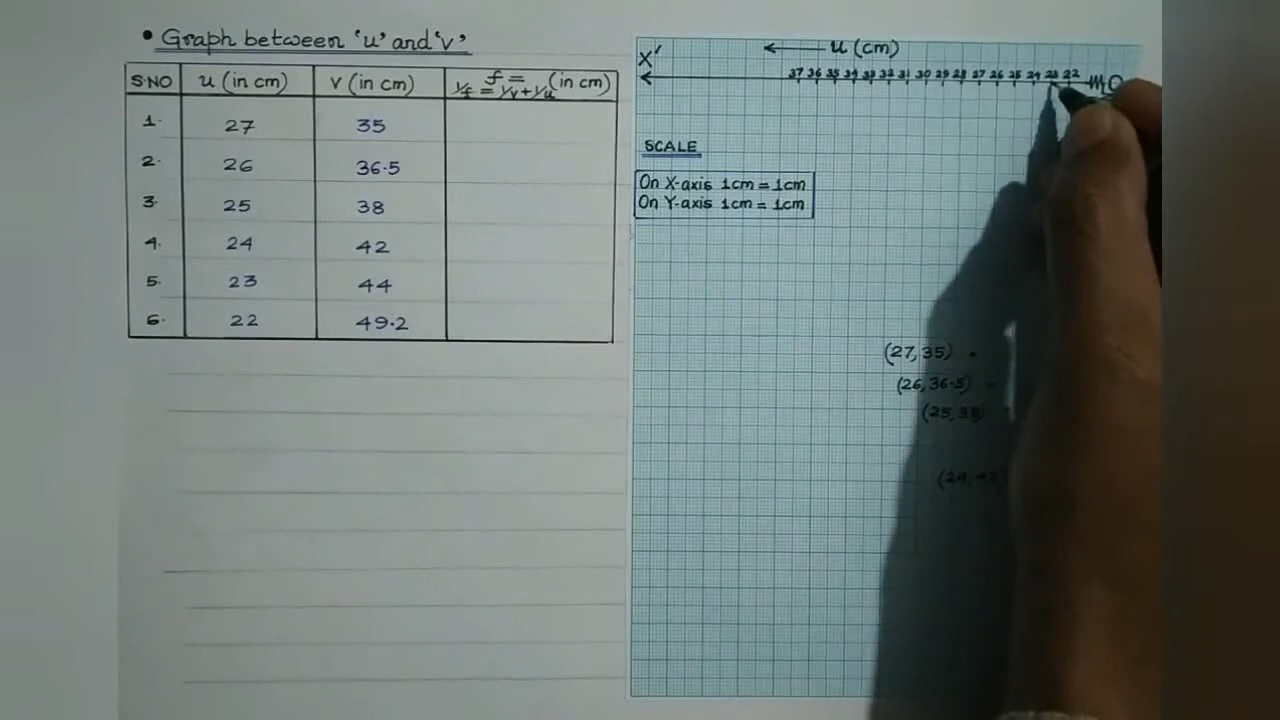 • Graph between 'u' and 'v'
S·NO u (in cm) v (in cm) f = 1/f = 1/v + 1/u (in cm)
1. 27 35
2. 26 36.5
3. 25 38
4. 24 42
5. 23 44
6. 22 49.2
← u (cm)
X'
37 36 35 34 33 32 31 30 29 28 27 26 25 24 23 22 O
SCALE
On X-axis 1cm = 1cm
On Y-axis 1cm = 1cm
(27, 35)
(26, 36.5)
(25, 38)
(24, 42)